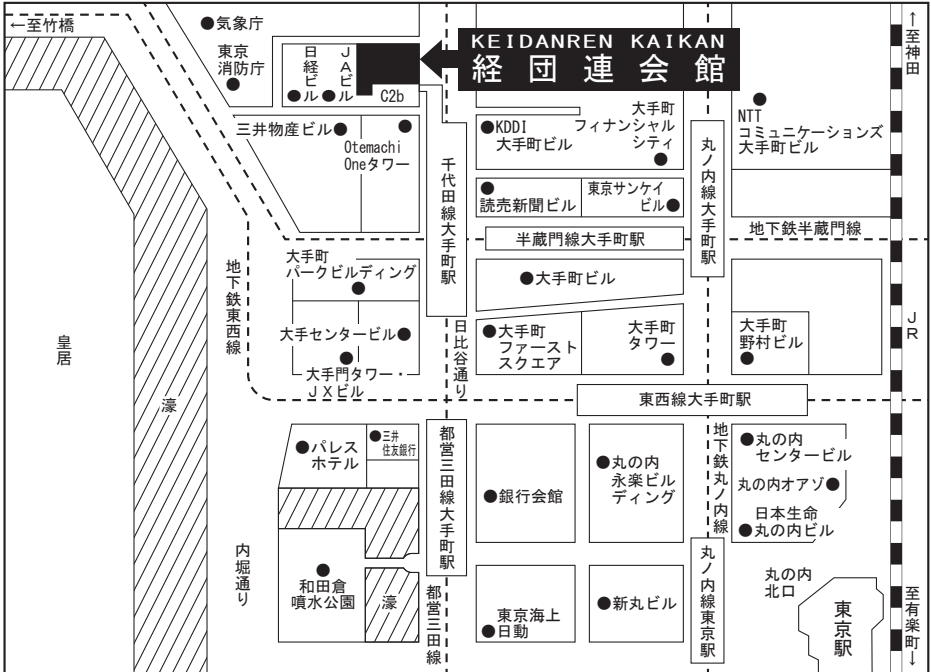 ←至竹橋
●気象庁
東京
消防庁
日経ビル
JAビル
C2b
KEIDANREN KAIKAN
経団連会館
↑至神田
三井物産ビル
Otemachi
Oneタワー
千代田線大手町駅
KDDI
大手町ビル
大手町
フィナンシャル
シティ
丸ノ内線大手町駅
NTT
コミュニケーションズ
大手町ビル
読売新聞ビル
東京サンケイ
ビル
半蔵門線大手町駅
地下鉄半蔵門線
地下鉄東西線
大手町
パークビルディング
大手町ビル
JR
皇居
大手センタービル
日比谷通り
大手町
ファースト
スクエア
大手町
タワー
大手町
野村ビル
大手門タワー・
JXビル
東西線大手町駅
濠
パレス
ホテル
三井
住友銀行
都営三田線大手町駅
銀行会館
丸の内
永楽ビル
ディング
地下鉄丸ノ内線
丸の内
センタービル
丸の内オアゾ
日本生命
丸の内ビル
内堀通り
和田倉
噴水公園
濠
都営三田線
東京海上
日動
新丸ビル
丸ノ内線東京駅
丸の内
北口
東京駅
至有楽町↓